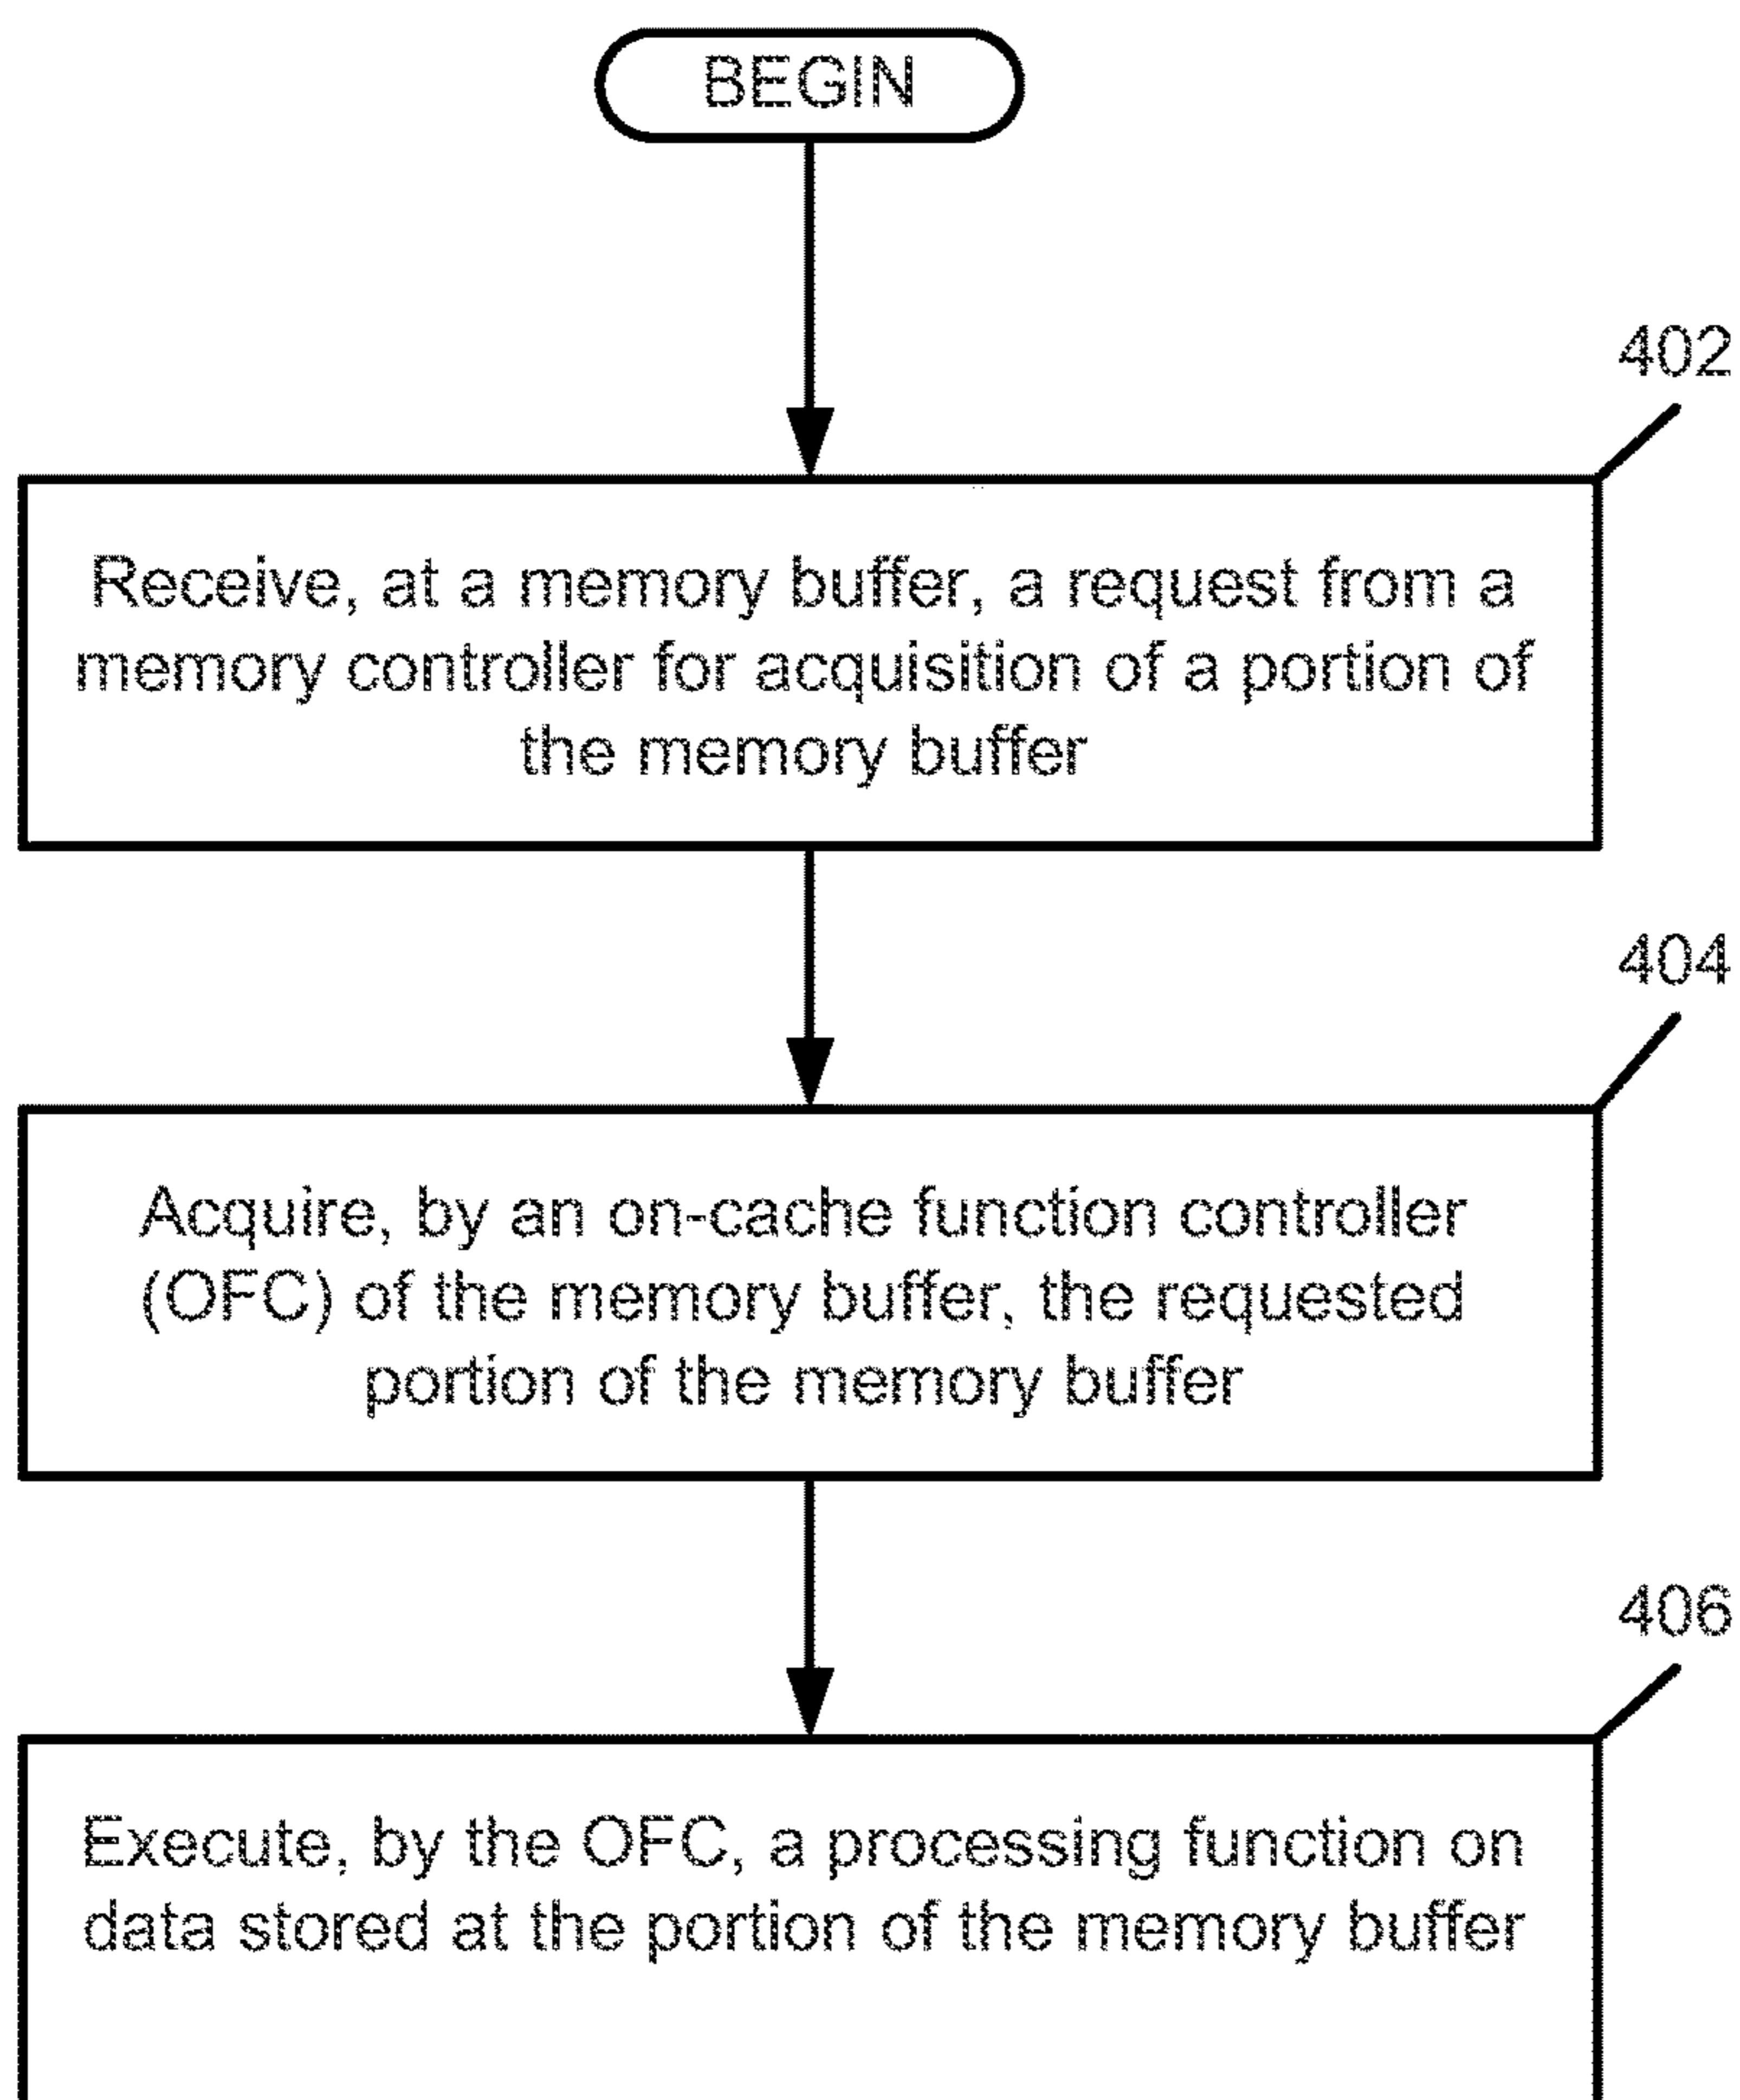 BEGIN
402
Receive, at a memory buffer, a request from a
memory controller for acquisition of a portion of
the memory buffer
404
Acquire, by an on-cache function controller
(OFC) of the memory buffer, the requested
portion of the memory buffer
406
Execute, by the OFC, a processing function on
data stored at the portion of the memory buffer